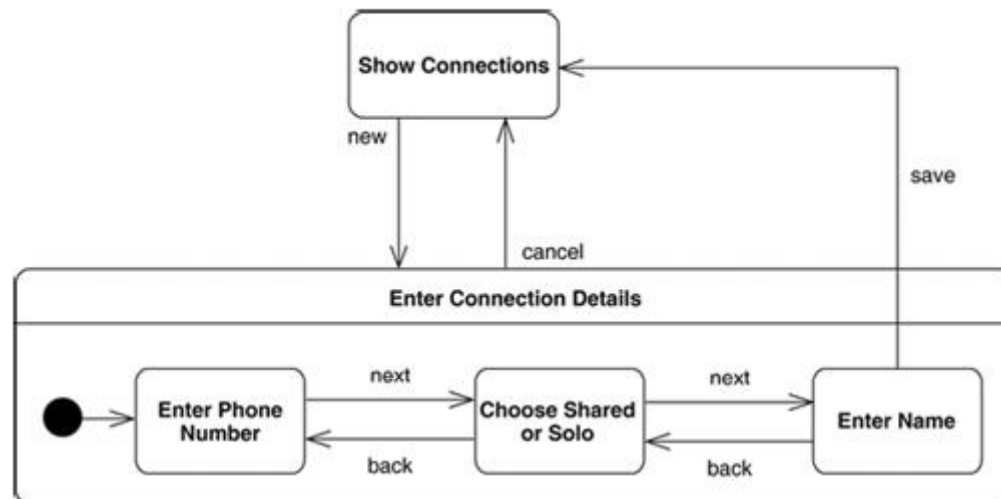 Show Connections
new
save
cancel
Enter Connection Details
next
next
Enter Phone
Number
Choose Shared
or Solo
Enter Name
back
back